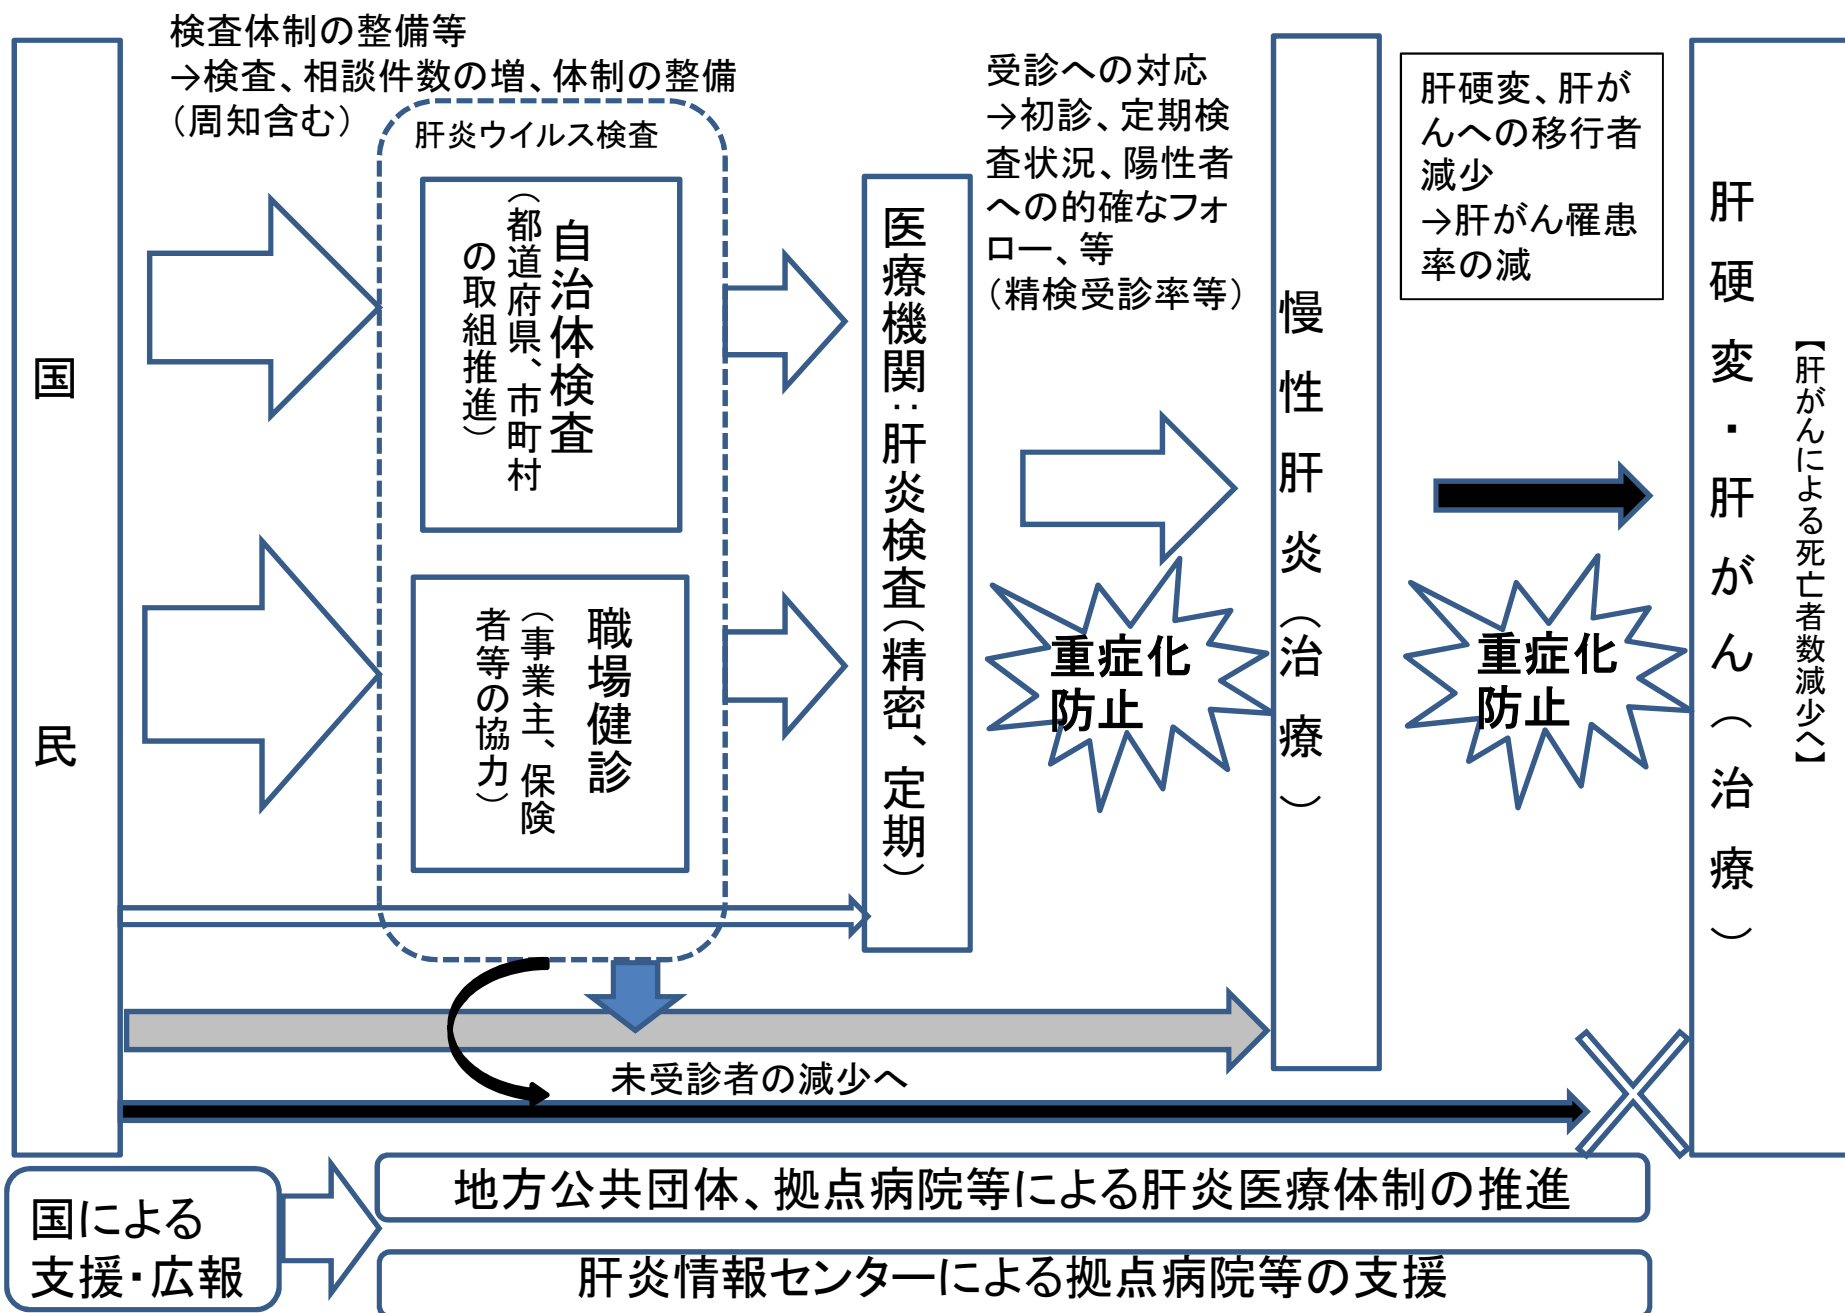 検査体制の整備等
→検査、相談件数の増、体制の整備
（周知含む）
国民
肝炎ウイルス検査
自治体検査
（都道府県、市町村
の取組推進）
職場健診
（事業主、保険
者等の協力）
医療機関：肝炎検査（精密、定期）
受診への対応
→初診、定期検
査状況、陽性者
への的確なフォ
ロー、等
（精検受診率等）
重症化
防止
慢性肝炎（治療）
肝硬変、肝が
んへの移行者
減少
→肝がん罹患
率の減
重症化
防止
【肝がんによる死亡者数減少へ】
肝硬変・肝がん（治療）
未受診者の減少へ
国による
支援・広報
地方公共団体、拠点病院等による肝炎医療体制の推進
肝炎情報センターによる拠点病院等の支援